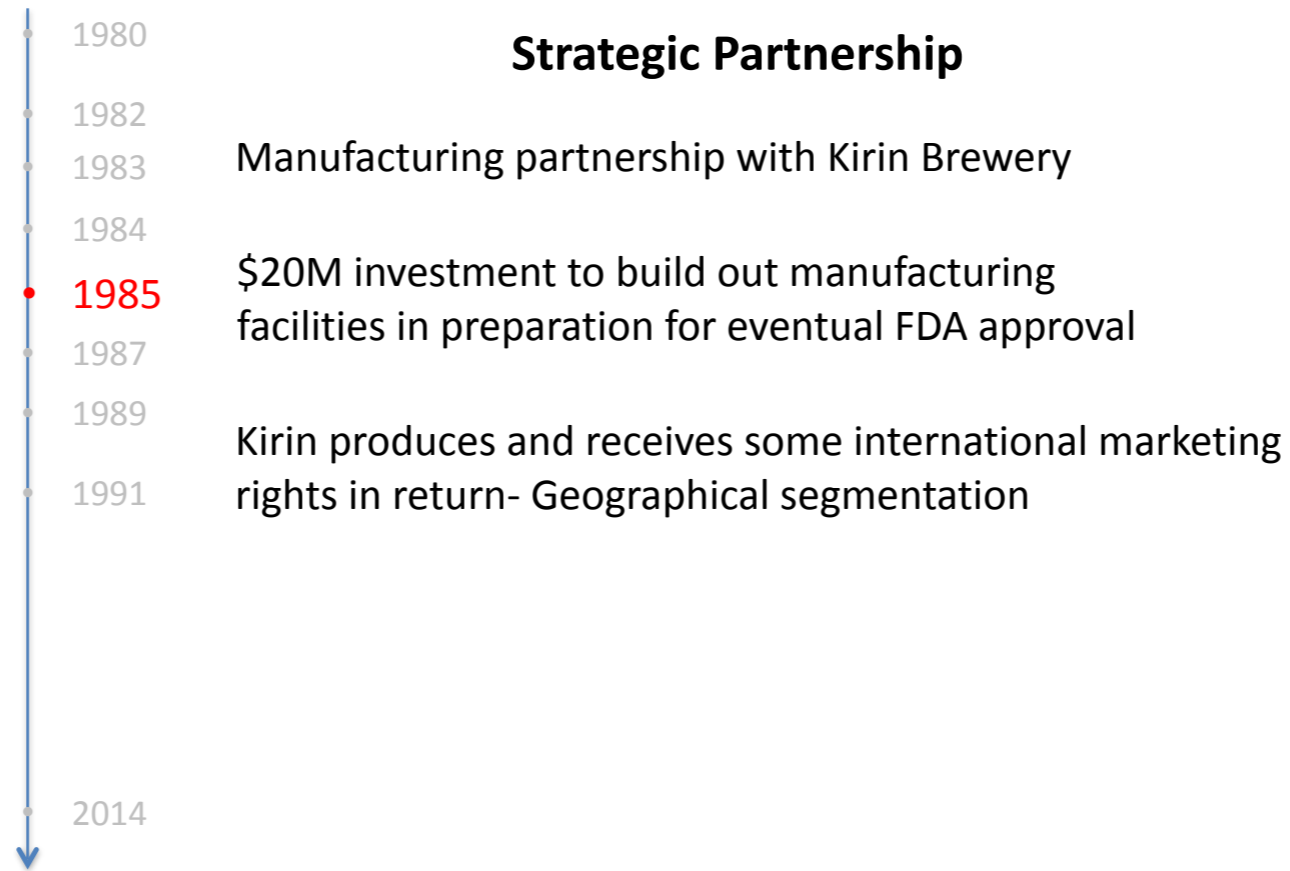 Strategic Partnership
1980
1982
1983
1984
1985
1987
1989
1991
2014
Manufacturing partnership with Kirin Brewery
$20M investment to build out manufacturing
facilities in preparation for eventual FDA approval
Kirin produces and receives some international marketing
rights in return- Geographical segmentation